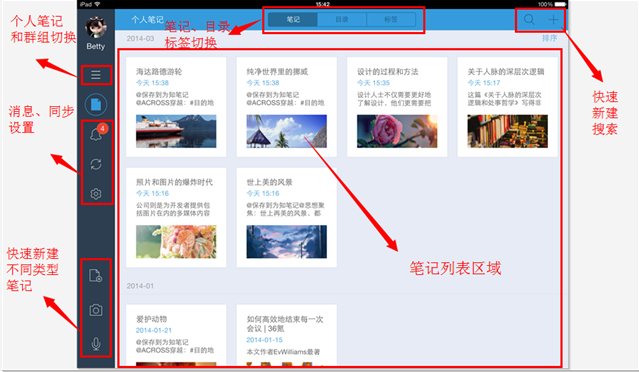 iPad
15:42
100%
个人笔记
和群组切换
Betty
个人笔记
笔记、目录
标签切换
笔记
目录
标签
2014-03
排序
快速
新建
搜索
消息、同步
设置
4
海达路德游轮
今天 15:38
@保存到为知笔记
@ACROSS穿越：#目的地
纯净世界里的挪威
今天 15:38
@保存到为知笔记
@ACROSS穿越：#目的地
设计的过程和方法
今天 15:35
设计人士不仅需要更好地
了解设计，他们更需要把
关于人脉的深层次逻辑
今天 15:17
这篇《关于人脉的深层次
逻辑和处事哲学》写得非
照片和图片的爆炸时代
今天 15:16
公司则是为开发者提供包
括图片在内的多媒体内容
世上美的风景
今天 15:16
@保存到为知笔记@思想聚
焦：世上再美的风景，都
笔记列表区域
快速新建
不同类型
笔记
2014-01
爱护动物
2014-01-21
@保存到为知笔记
@ACROSS穿越：#目的地
如何高效地结束每一次
会议 | 36氪
2014-01-15
本文作者EvWilliams最著